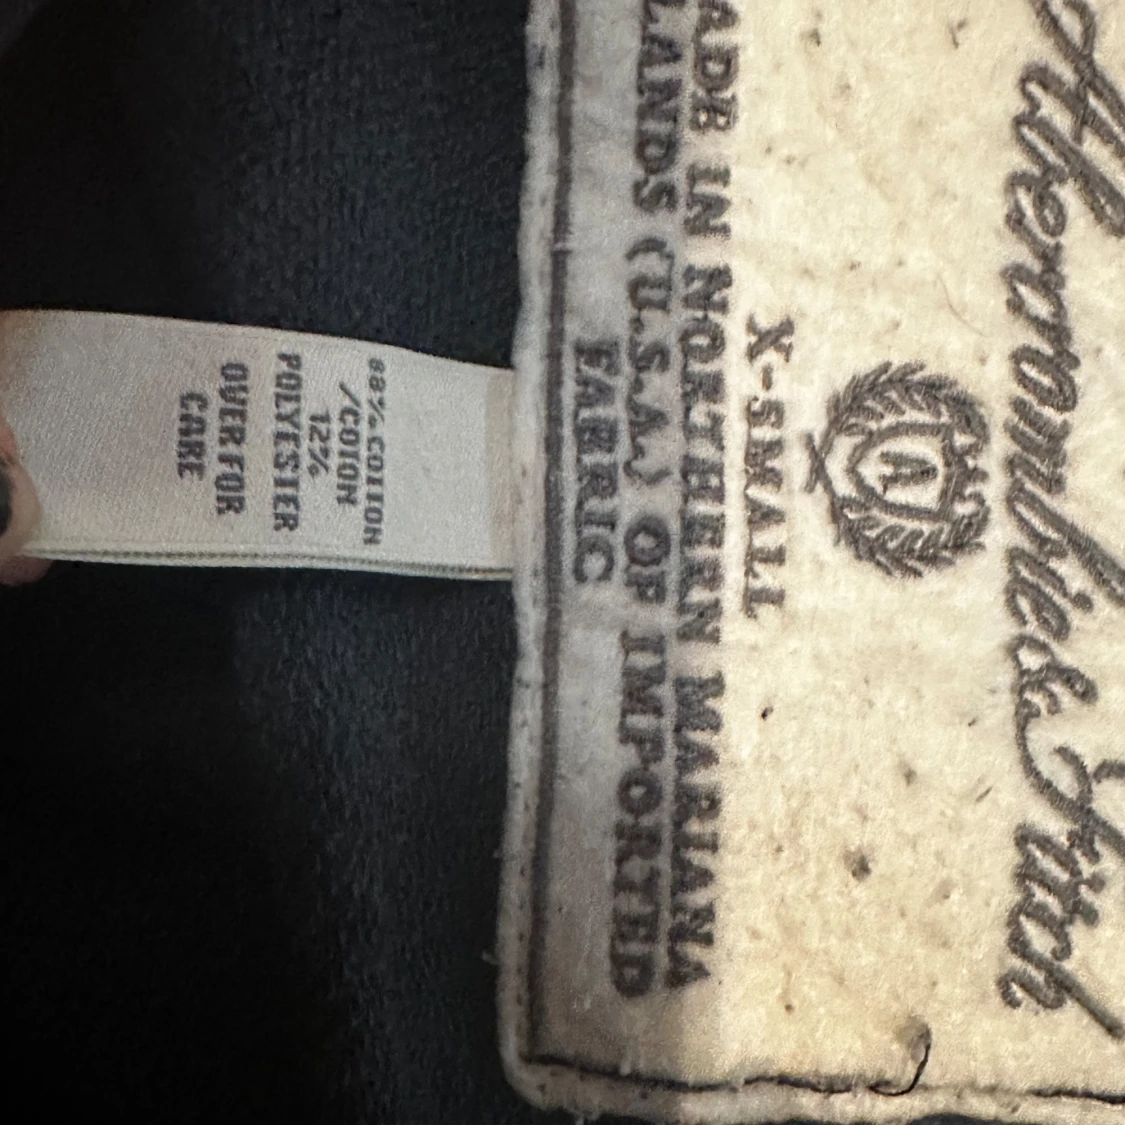 Abercrombie & Fitch
A
X-SMALL
MADE IN NORTHERN MARIANA
ISLANDS (U.S.A.) OF IMPORTED
FABRIC
88% COTTON
/COTON
12%
POLYESTER
OVER FOR
CARE